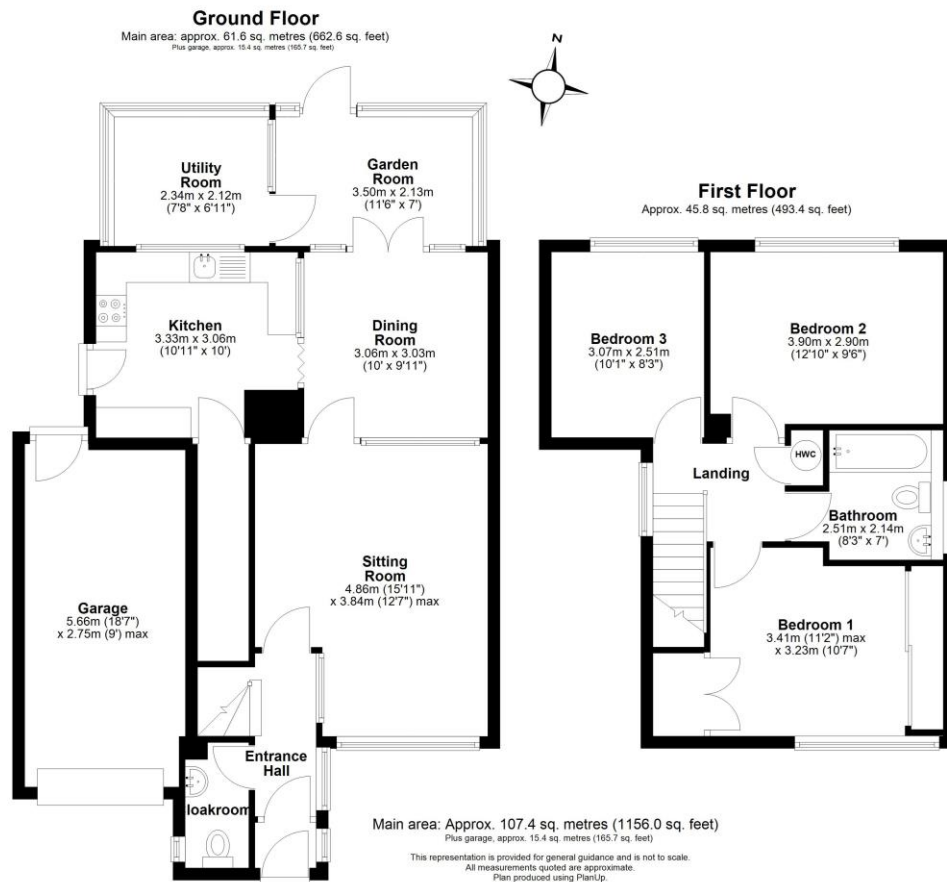 Ground Floor
Main area: approx. 61.6 sq. metres (662.6 sq. feet)
Plus garage, approx. 15.4 sq. metres (165.7 sq. feet)
N
Utility
Room
2.34m x 2.12m
(7'8" x 6'11")
Garden
Room
3.50m x 2.13m
(11'6" x 7')
Kitchen
3.33m x 3.06m
(10'11" x 10')
Dining
Room
3.06m x 3.03m
(10' x 9'11")
Sitting
Room
4.86m (15'11")
x 3.84m (12'7") max
Garage
5.66m (18'7")
x 2.75m (9') max
Entrance
Hall
loakroom
First Floor
Approx. 45.8 sq. metres (493.4 sq. feet)
Bedroom 3
3.07m x 2.51m
(10'1" x 8'3")
Bedroom 2
3.90m x 2.90m
(12'10" x 9'6")
HWC
Landing
Bathroom
2.51m x 2.14m
(8'3" x 7')
Bedroom 1
3.41m (11'2") max
x 3.23m (10'7")
Main area: Approx. 107.4 sq. metres (1156.0 sq. feet)
Plus garage, approx. 15.4 sq. metres (165.7 sq. feet)
This representation is provided for general guidance and is not to scale.
All measurements quoted are approximate.
Plan produced using PlanUp.